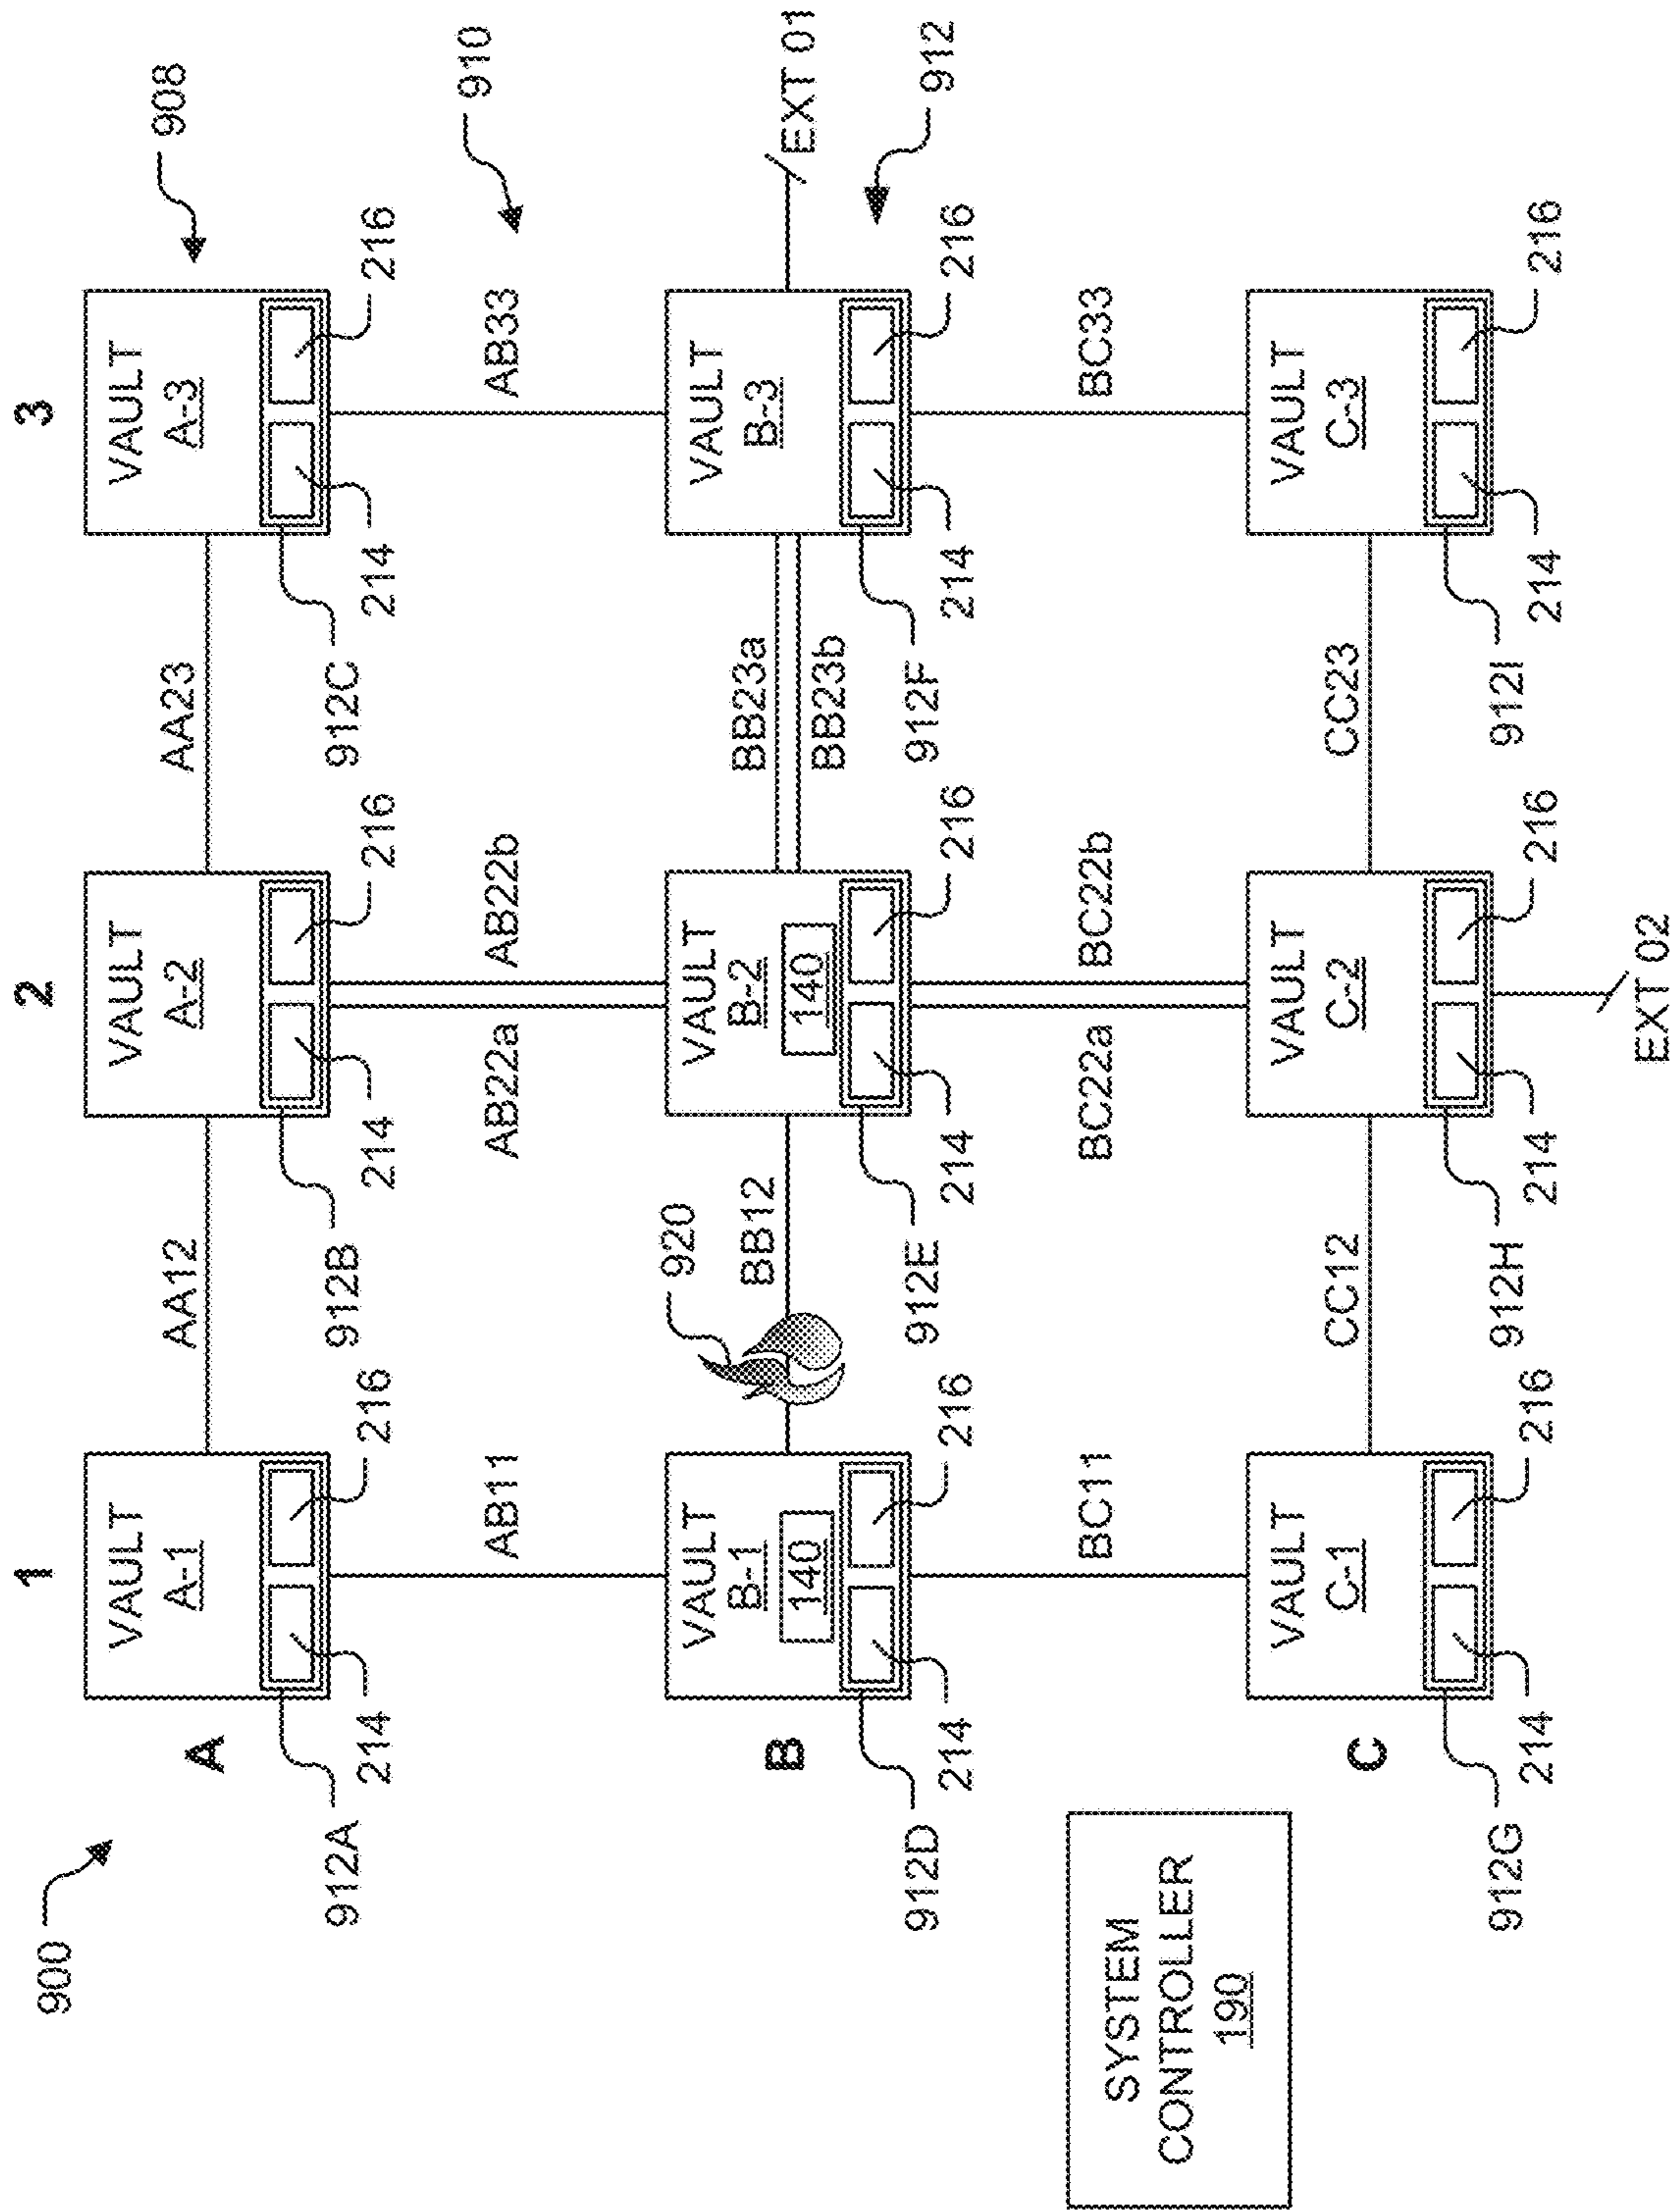 900
1
2
3
908
A
VAULT
A-1
AA12
VAULT
A-2
AA23
VAULT
A-3
912A
214
216
912B
214
216
912C
214
216
910
AB11
AB22a
AB22b
AB33
B
VAULT
B-1
140
920
BB12
VAULT
B-2
140
BB23a
BB23b
VAULT
B-3
EXT 01
912D
214
216
912E
214
216
912F
214
216
912
BC11
BC22a
BC22b
BC33
SYSTEM
CONTROLLER
190
C
VAULT
C-1
CC12
VAULT
C-2
CC23
VAULT
C-3
912G
214
216
912H
214
216
912I
214
216
EXT 02